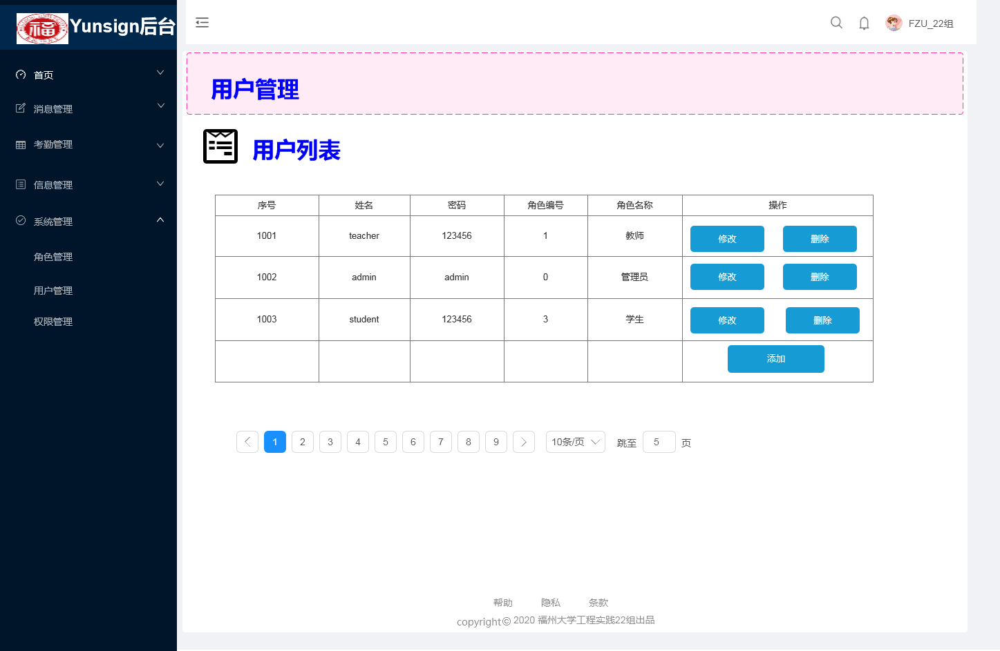 福
Yunsign后台
首页
消息管理
考勤管理
信息管理
系统管理
角色管理
用户管理
权限管理
FZU_22组
用户管理
用户列表
序号 姓名 密码 角色编号 角色名称 操作
1001 teacher 123456 1 教师 修改 删除
1002 admin admin 0 管理员 修改 删除
1003 student 123456 3 学生 修改 删除
添加
1 2 3 4 5 6 7 8 9 10条/页 跳至 5 页
帮助 隐私 条款
copyright© 2020 福州大学工程实践22组出品